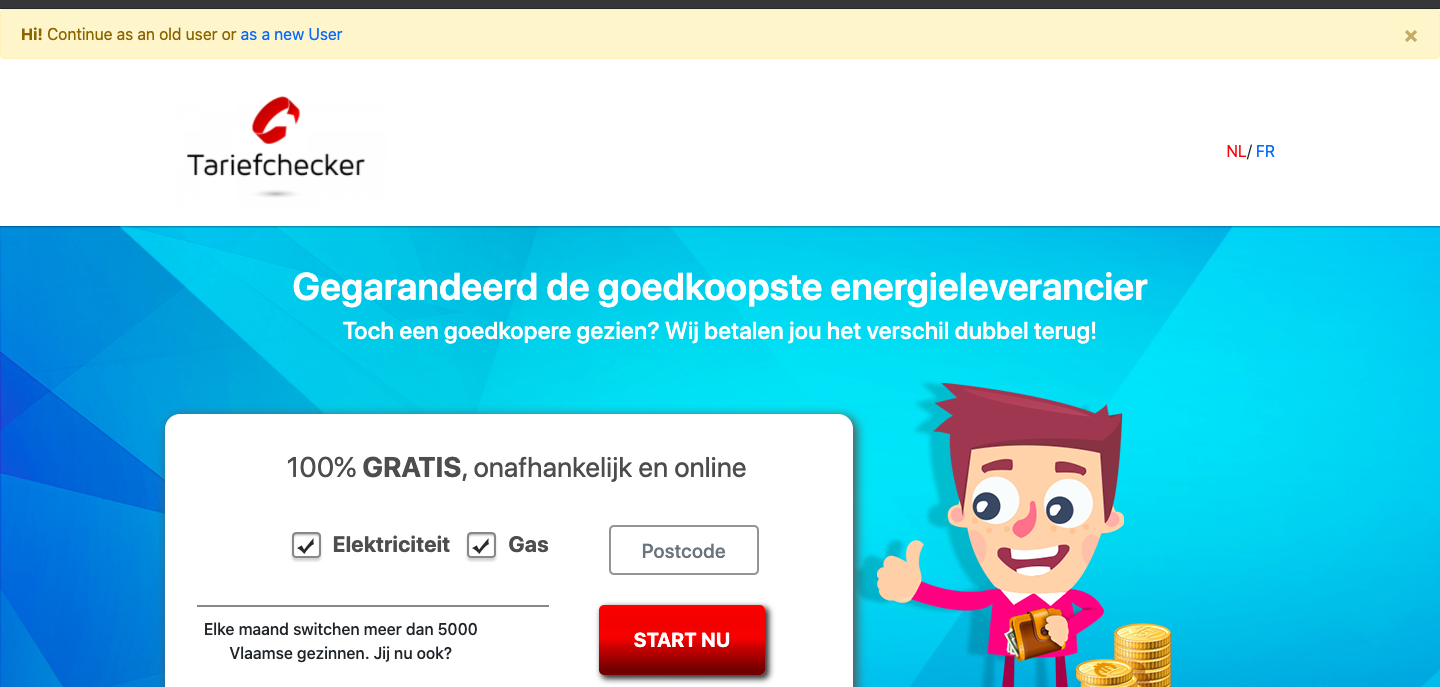 Hi! Continue as an old user or as a new User ×
Tariefchecker
NL/ FR
Gegarandeerd de goedkoopste energieleverancier
Toch een goedkopere gezien? Wij betalen jou het verschil dubbel terug!
100% GRATIS, onafhankelijk en online
Elektriciteit Gas Postcode
Elke maand switchen meer dan 5000
Vlaamse gezinnen. Jij nu ook?
START NU